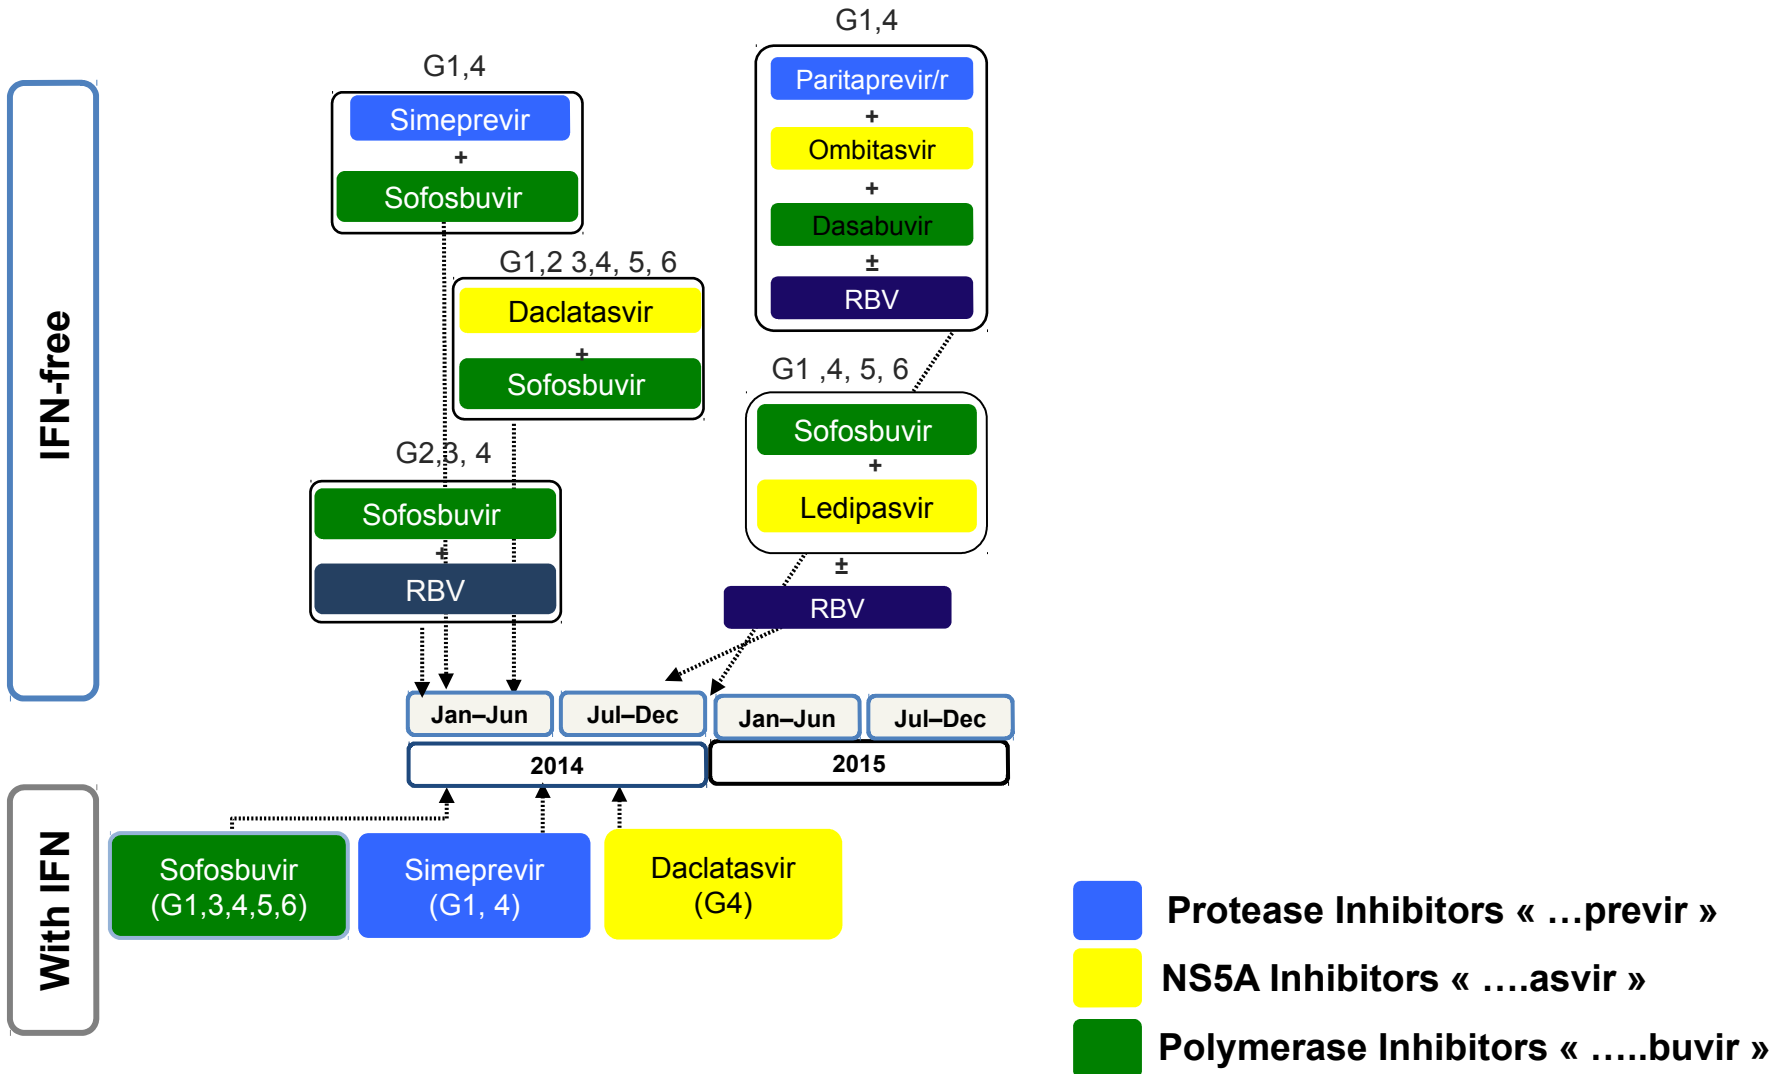 G1,4
Simeprevir
+
Sofosbuvir
G1,2 3,4, 5, 6
Daclatasvir
+
Sofosbuvir
G2,3, 4
Sofosbuvir
+
RBV
G1,4
Paritaprevir/r
+
Ombitasvir
+
Dasabuvir
±
RBV
G1 ,4, 5, 6
Sofosbuvir
+
Ledipasvir
±
RBV
IFN-free
Jan–Jun
Jul–Dec
Jan–Jun
Jul–Dec
2014
2015
With IFN
Sofosbuvir
(G1,3,4,5,6)
Simeprevir
(G1, 4)
Daclatasvir
(G4)
Protease Inhibitors « …previr »
NS5A Inhibitors « ….asvir »
Polymerase Inhibitors « …..buvir »